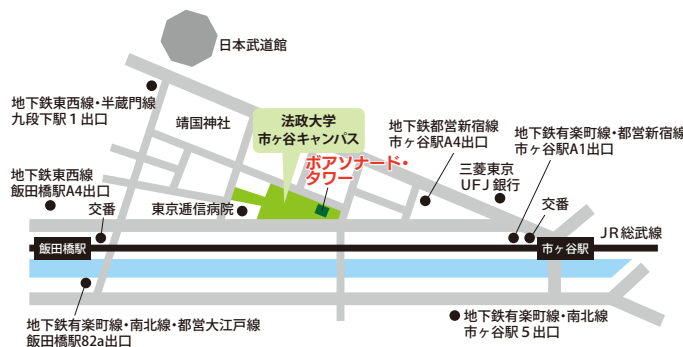 日本武道館
地下鉄東西線・半蔵門線
九段下駅1出口
靖国神社
法政大学
市ヶ谷キャンパス
ボアソナード・
タワー
地下鉄都営新宿線
市ヶ谷駅A4出口
地下鉄有楽町線・都営新宿線
市ヶ谷駅A1出口
三菱東京
UFJ銀行
地下鉄東西線
飯田橋駅A4出口
交番
東京逓信病院
交番
JR総武線
飯田橋駅
市ヶ谷駅
地下鉄有楽町線・南北線・都営大江戸線
飯田橋駅82a出口
地下鉄有楽町線・南北線
市ヶ谷駅5出口